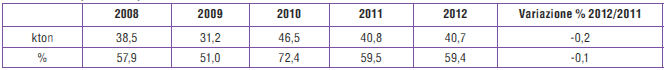 2008 2009 2010 2011 2012 Variazione % 2012/2011
kton 38,5 31,2 46,5 40,8 40,7 -0,2
% 57,9 51,0 72,4 59,5 59,4 -0,1